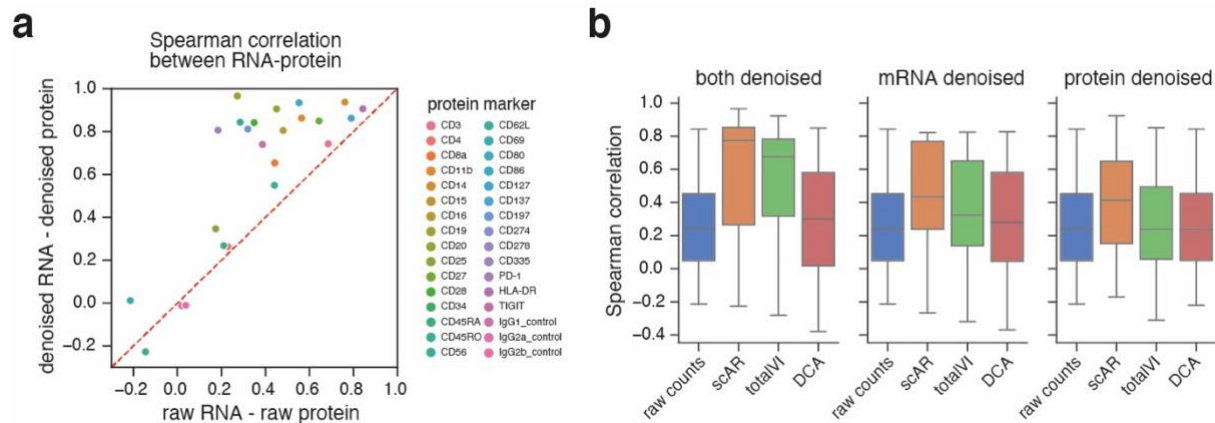 a
Spearman correlation
between RNA-protein
denoised RNA - denoised protein
1.0
0.8
0.6
0.4
0.2
0.0
−0.2
−0.2 0.0 0.2 0.4 0.6 0.8 1.0
raw RNA - raw protein
protein marker
CD3 CD62L
CD4 CD69
CD8a CD80
CD11b CD86
CD14 CD127
CD15 CD137
CD16 CD197
CD19 CD274
CD20 CD278
CD25 CD335
CD27 PD-1
CD28 HLA-DR
CD34 TIGIT
CD45RA IgG1_control
CD45RO IgG2a_control
CD56 IgG2b_control
b
both denoised mRNA denoised protein denoised
Spearman correlation
1.0
0.8
0.6
0.4
0.2
0.0
−0.2
−0.4
raw counts scAR totalVI DCA raw counts scAR totalVI DCA raw counts scAR totalVI DCA